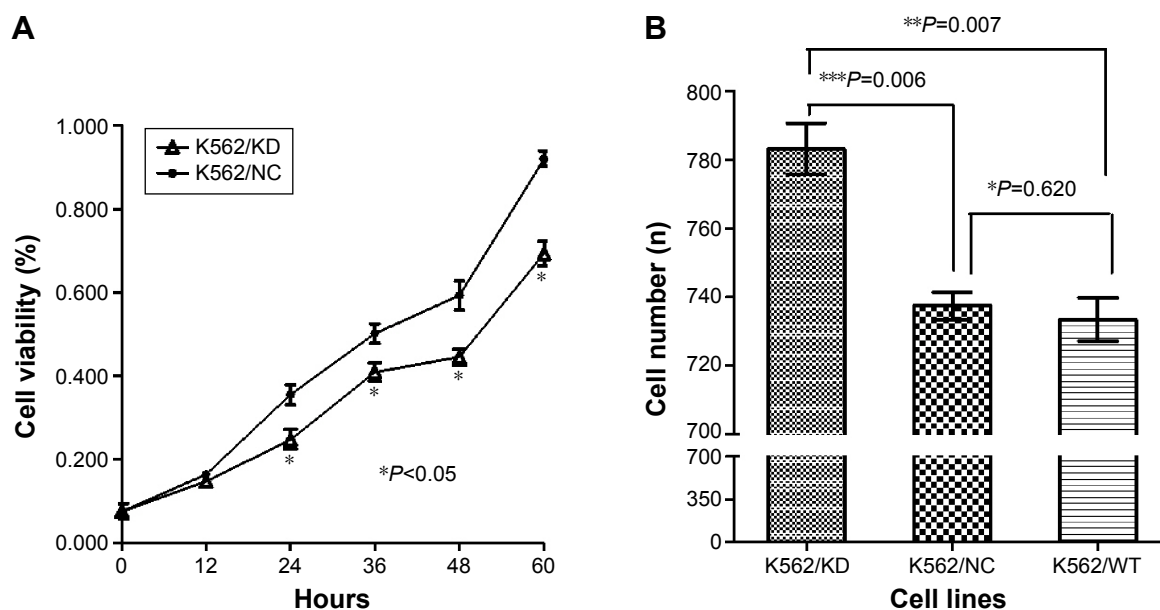 A
Cell viability (%)
1.000
0.800
0.600
0.400
0.200
0.000
K562/KD
K562/NC
*
*
*
*
*P<0.05
0 12 24 36 48 60
Hours
B
**P=0.007
***P=0.006
*P=0.620
Cell number (n)
800
780
760
740
720
700
700
350
0
K562/KD K562/NC K562/WT
Cell lines